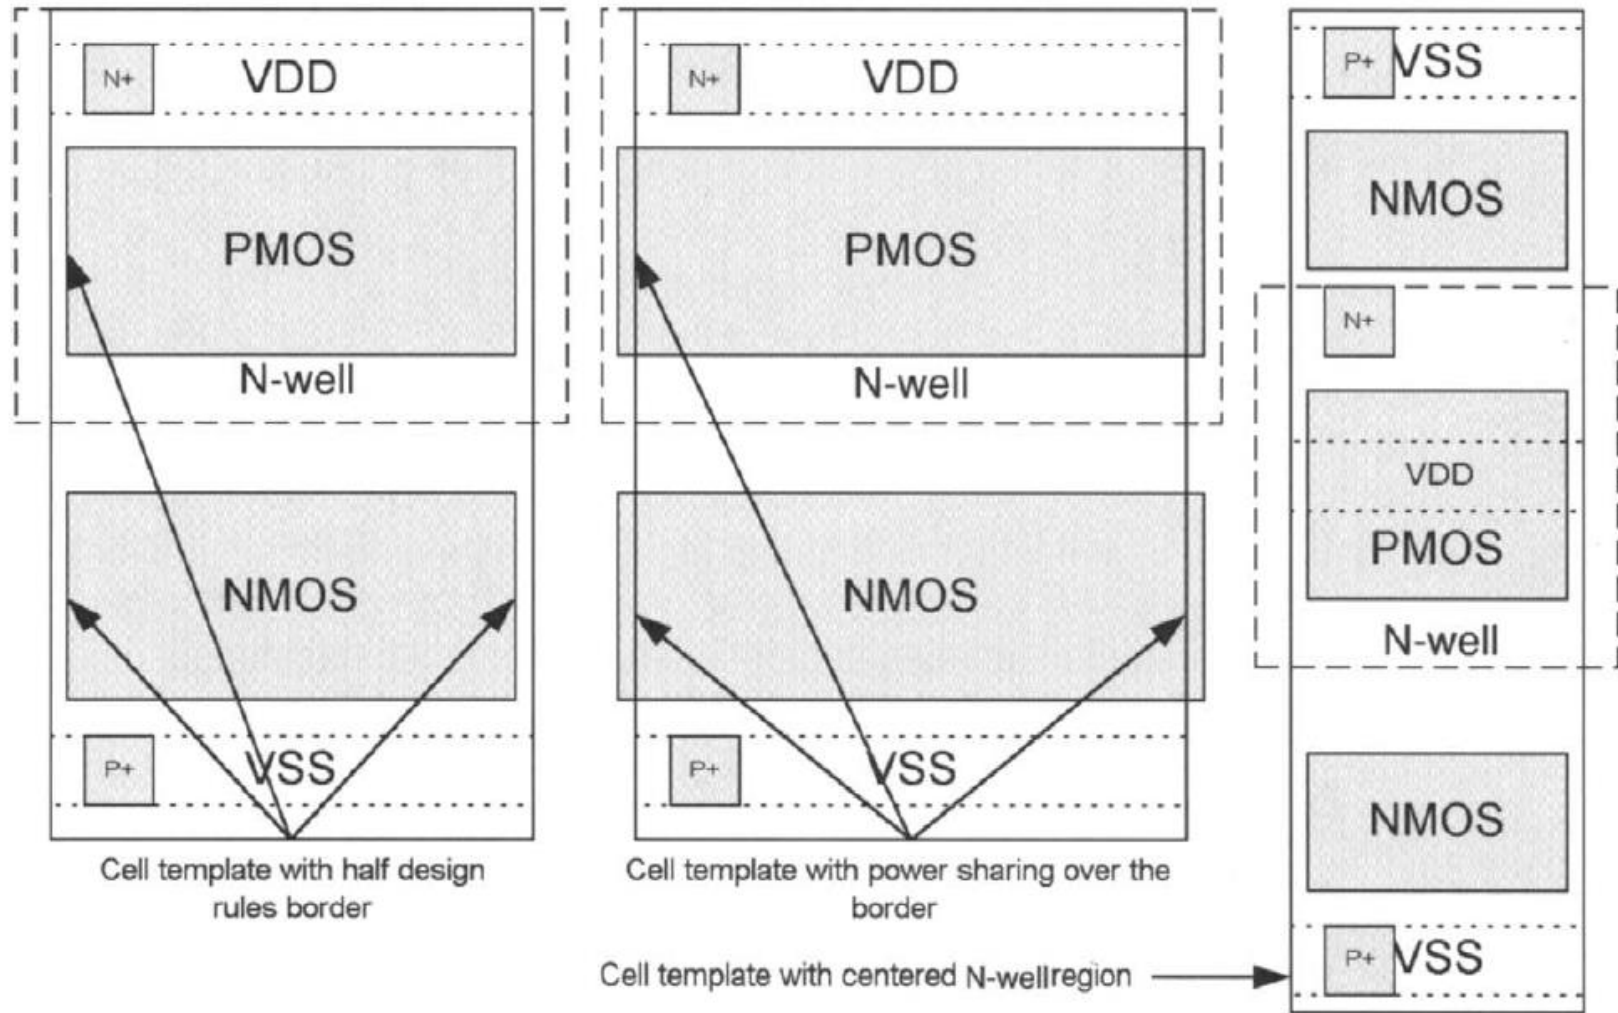 N+
VDD
PMOS
N-well
NMOS
P+
VSS
Cell template with half design
rules border
N+
VDD
PMOS
N-well
NMOS
P+
VSS
Cell template with power sharing over the
border
P+
VSS
NMOS
N+
VDD
PMOS
N-well
NMOS
P+
VSS
Cell template with centered N-wellregion